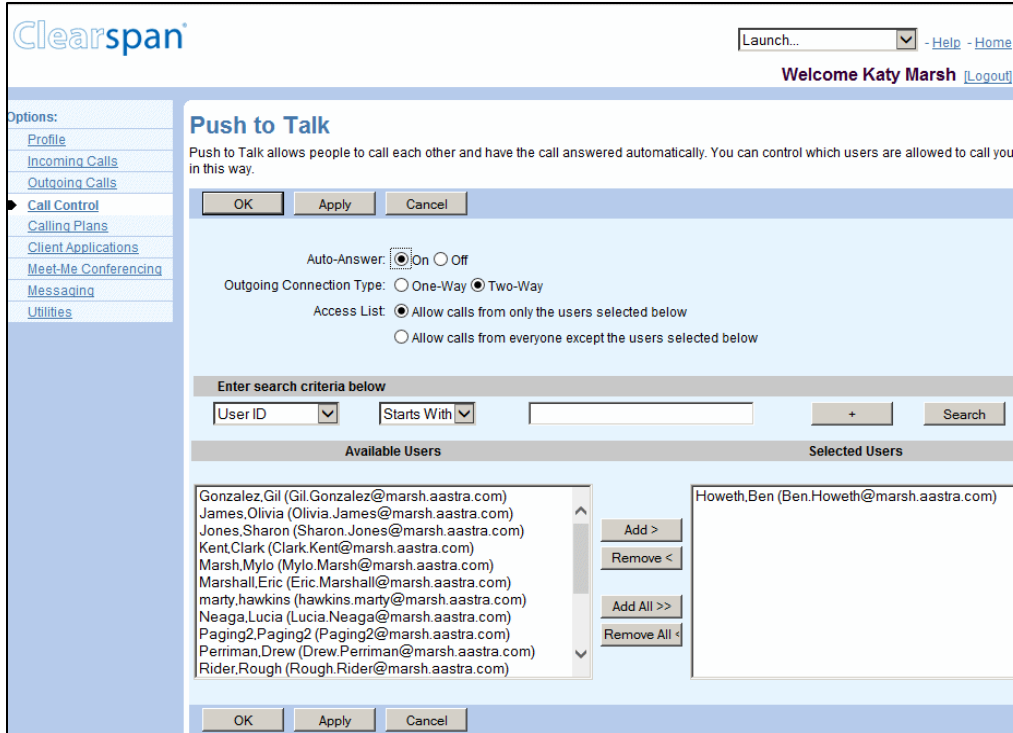 Clearspan®
Launch... - Help - Home
Welcome Katy Marsh [Logout]
Options:
Profile
Incoming Calls
Outgoing Calls
Call Control
Calling Plans
Client Applications
Meet-Me Conferencing
Messaging
Utilities
Push to Talk
Push to Talk allows people to call each other and have the call answered automatically. You can control which users are allowed to call you
in this way.
OK Apply Cancel
Auto-Answer: On Off
Outgoing Connection Type: One-Way Two-Way
Access List: Allow calls from only the users selected below
Allow calls from everyone except the users selected below
Enter search criteria below
User ID Starts With + Search
Available Users Selected Users
Gonzalez,Gil (Gil.Gonzalez@marsh.aastra.com) Howeth,Ben (Ben.Howeth@marsh.aastra.com)
James,Olivia (Olivia.James@marsh.aastra.com)
Jones,Sharon (Sharon.Jones@marsh.aastra.com)
Kent,Clark (Clark.Kent@marsh.aastra.com)
Marsh,Mylo (Mylo.Marsh@marsh.aastra.com)
Marshall,Eric (Eric.Marshall@marsh.aastra.com)
marty,hawkins (hawkins.marty@marsh.aastra.com)
Neaga,Lucia (Lucia.Neaga@marsh.aastra.com)
Paging2,Paging2 (Paging2@marsh.aastra.com)
Perriman,Drew (Drew.Perriman@marsh.aastra.com)
Rider,Rough (Rough.Rider@marsh.aastra.com)
Add >
Remove <
Add All >>
Remove All <
OK Apply Cancel